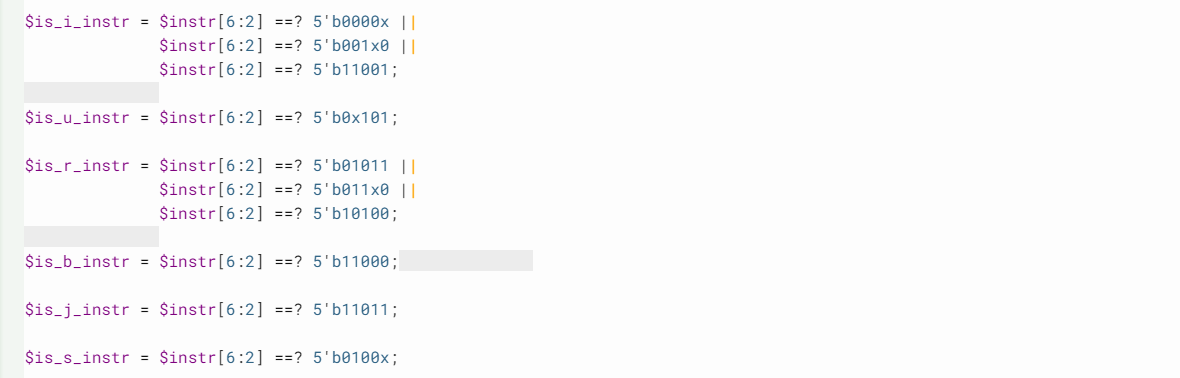 $is_i_instr = $instr[6:2] ==? 5'b0000x ||
              $instr[6:2] ==? 5'b001x0 ||
              $instr[6:2] ==? 5'b11001;
$is_u_instr = $instr[6:2] ==? 5'b0x101;
$is_r_instr = $instr[6:2] ==? 5'b01011 ||
              $instr[6:2] ==? 5'b011x0 ||
              $instr[6:2] ==? 5'b10100;
$is_b_instr = $instr[6:2] ==? 5'b11000;
$is_j_instr = $instr[6:2] ==? 5'b11011;
$is_s_instr = $instr[6:2] ==? 5'b0100x;